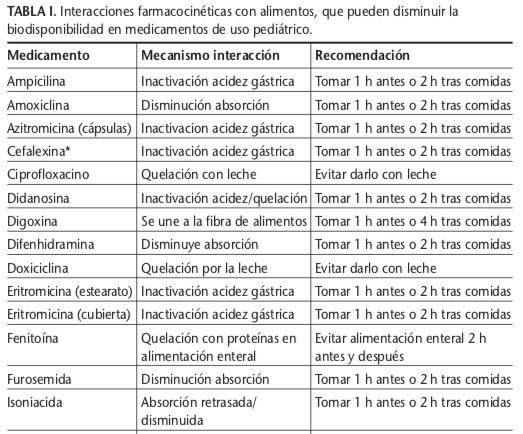 TABLA I. Interacciones farmacocinéticas con alimentos, que pueden disminuir la
biodisponibilidad en medicamentos de uso pediátrico.
Medicamento Mecanismo interacción Recomendación
Ampicilina Inactivación acidez gástrica Tomar 1 h antes o 2 h tras comidas
Amoxiclina Disminución absorción Tomar 1 h antes o 2 h tras comidas
Azitromicina (cápsulas) Inactivacion acidez gástrica Tomar 1 h antes o 2 h tras comidas
Cefalexina* Inactivación acidez gástrica Tomar 1 h antes o 2 h tras comidas
Ciprofloxacino Quelación con leche Evitar darlo con leche
Didanosina Inactivación acidez/quelación Tomar 1 h antes o 2 h tras comidas
Digoxina Se une a la fibra de alimentos Tomar 1 h antes o 4 h tras comidas
Difenhidramina Disminuye absorción Tomar 1 h antes o 2 h tras comidas
Doxiciclina Quelación por la leche Evitar darlo con leche
Eritromicina (estearato) Inactivación acidez gástrica Tomar 1 h antes o 2 h tras comidas
Eritromicina (cubierta) Inactivación acidez gástrica Tomar 1 h antes o 2 h tras comidas
Fenitoína Quelación con proteínas en Evitar alimentación enteral 2 h
alimentación enteral antes y después
Furosemida Disminución absorción Tomar 1 h antes o 2 h tras comidas
Isoniacida Absorción retrasada/ Tomar 1 h antes o 2 h tras comidas
disminuida